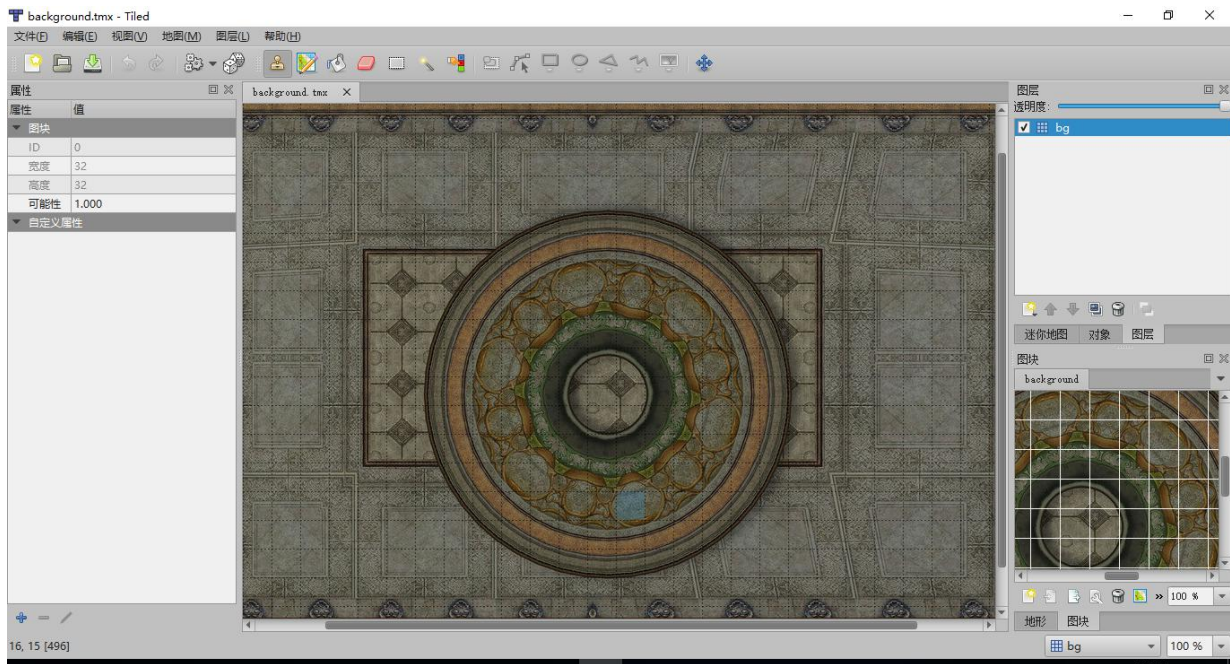 background.tmx - Tiled
文件(F) 编辑(E) 视图(V) 地图(M) 图层(L) 帮助(H)
属性
background.tmx
属性 值
图块
ID 0
宽度 32
高度 32
可能性 1.000
自定义属性
图层
透明度:
bg
迷你地图 对象 图层
图块
background
» 100 %
地形 图块
16, 15 [496]
bg 100 %